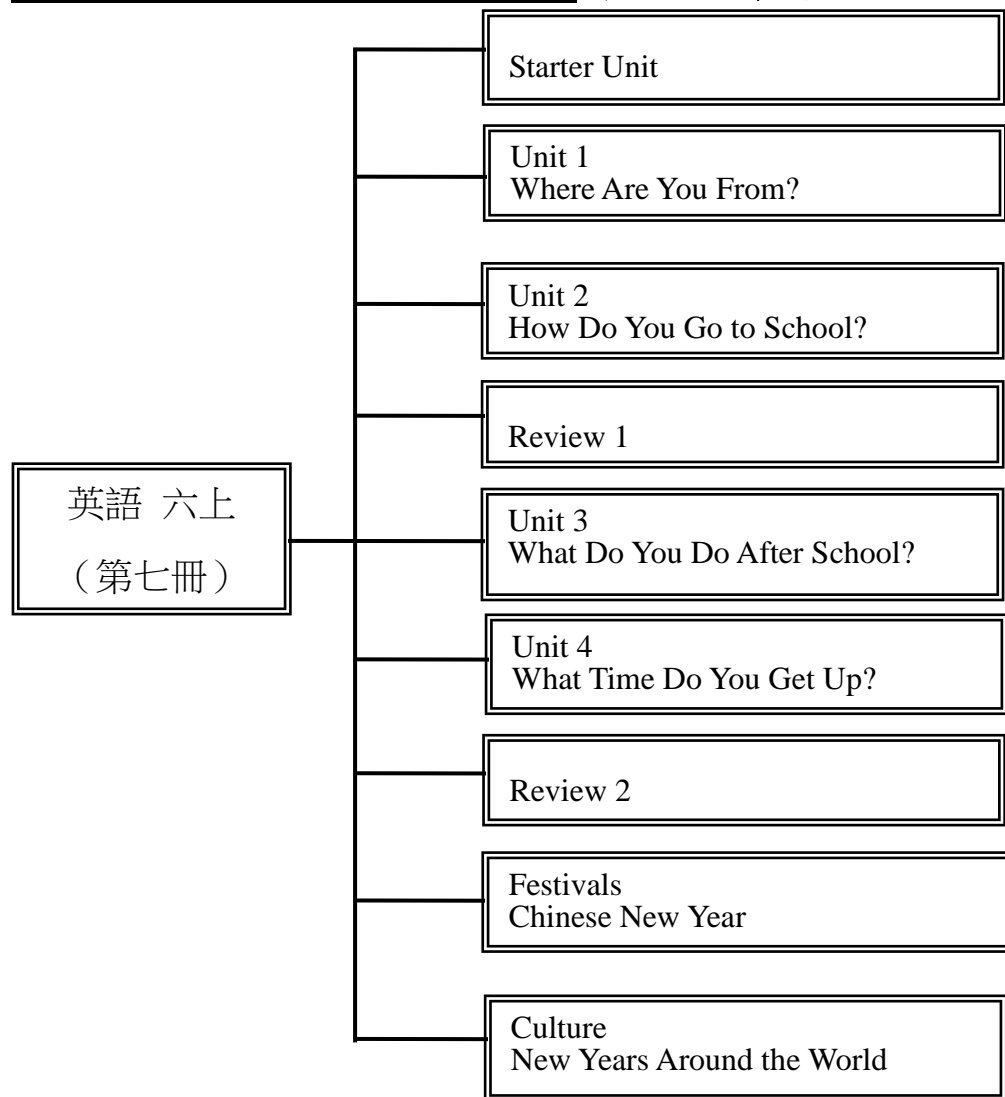 Starter Unit
Unit 1
Where Are You From?
Unit 2
How Do You Go to School?
Review 1
英語 六上
（第七冊）
Unit 3
What Do You Do After School?
Unit 4
What Time Do You Get Up?
Review 2
Festivals
Chinese New Year
Culture
New Years Around the World